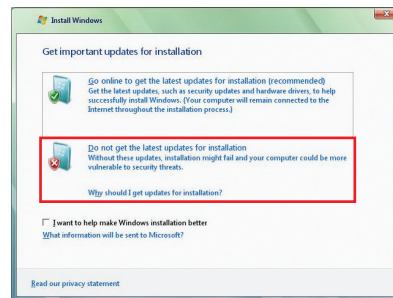 Install Windows
Get important updates for installation
Go online to get the latest updates for installation (recommended)
Get the latest updates, such as security updates and hardware drivers, to help
successfully install Windows. (Your computer will remain connected to the
Internet throughout the installation process.)
Do not get the latest updates for installation
Without these updates, installation might fail and your computer could be more
vulnerable to security threats.
Why should I get updates for installation?
I want to help make Windows installation better
What information will be sent to Microsoft?
Read our privacy statement